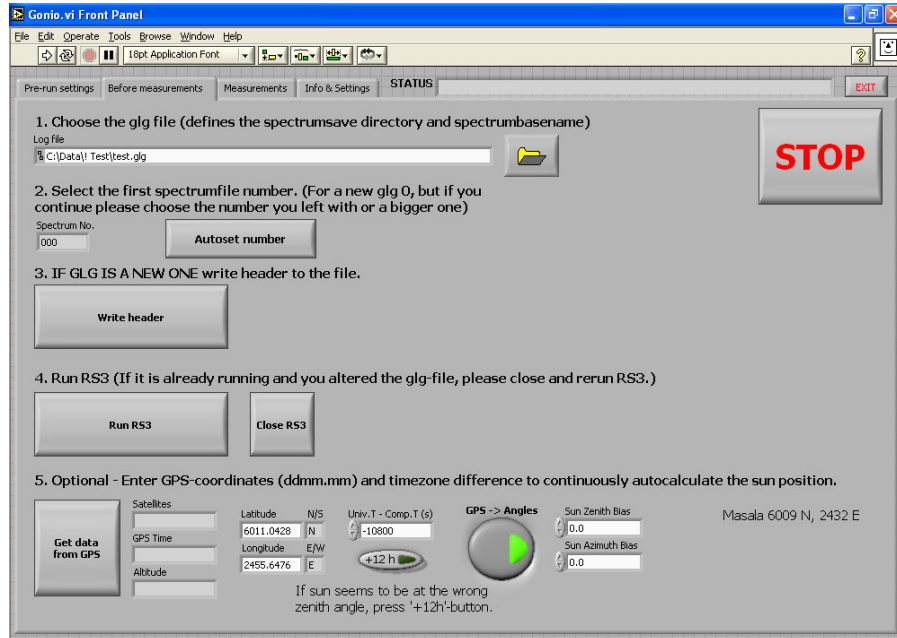 Gonio.vi Front Panel
File Edit Operate Tools Browse Window Help
18pt Application Font
Pre-run settings Before measurements Measurements Info & Settings STATUS EXIT
1. Choose the glg file (defines the spectrumsave directory and spectrumbasename)
Log file
C:\Data\! Test\test.glg
STOP
2. Select the first spectrumfile number. (For a new glg 0, but if you
continue please choose the number you left with or a bigger one)
Spectrum No.
000
Autoset number
3. IF GLG IS A NEW ONE write header to the file.
Write header
4. Run RS3 (If it is already running and you altered the glg-file, please close and rerun RS3.)
Run RS3 Close RS3
5. Optional - Enter GPS-coordinates (ddmm.mm) and timezone difference to continuously autocalculate the sun position.
Get data
from GPS
Satellites
GPS Time
Altitude
Latitude N/S
6011.0428 N
Longitude E/W
2455.6476 E
Univ.T - Comp.T (s)
-10800
+12 h
GPS -> Angles
Sun Zenith Bias
0.0
Sun Azimuth Bias
0.0
Masala 6009 N, 2432 E
If sun seems to be at the wrong
zenith angle, press '+12h'-button.